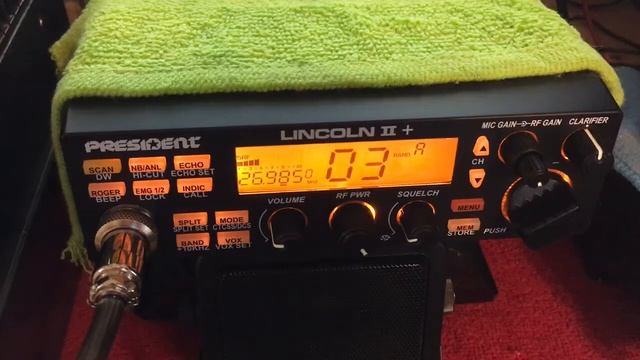 PRESIDENT
LINCOLN II +
MIC GAIN RF GAIN
CLARIFIER
SCAN
DW
NB/ANL
HI-CUT
ECHO
ECHO SET
ROGER
BEEP
EMG 1/2
LOCK
INDIC
CALL
26.9850
03
BAND A
CH
VOLUME
RF PWR
SQUELCH
SPLIT
SPLIT SET
MODE
CTCSS/DCS
BAND
+10KHZ
VOX
VOX SET
MENU
MEM
STORE
PUSH